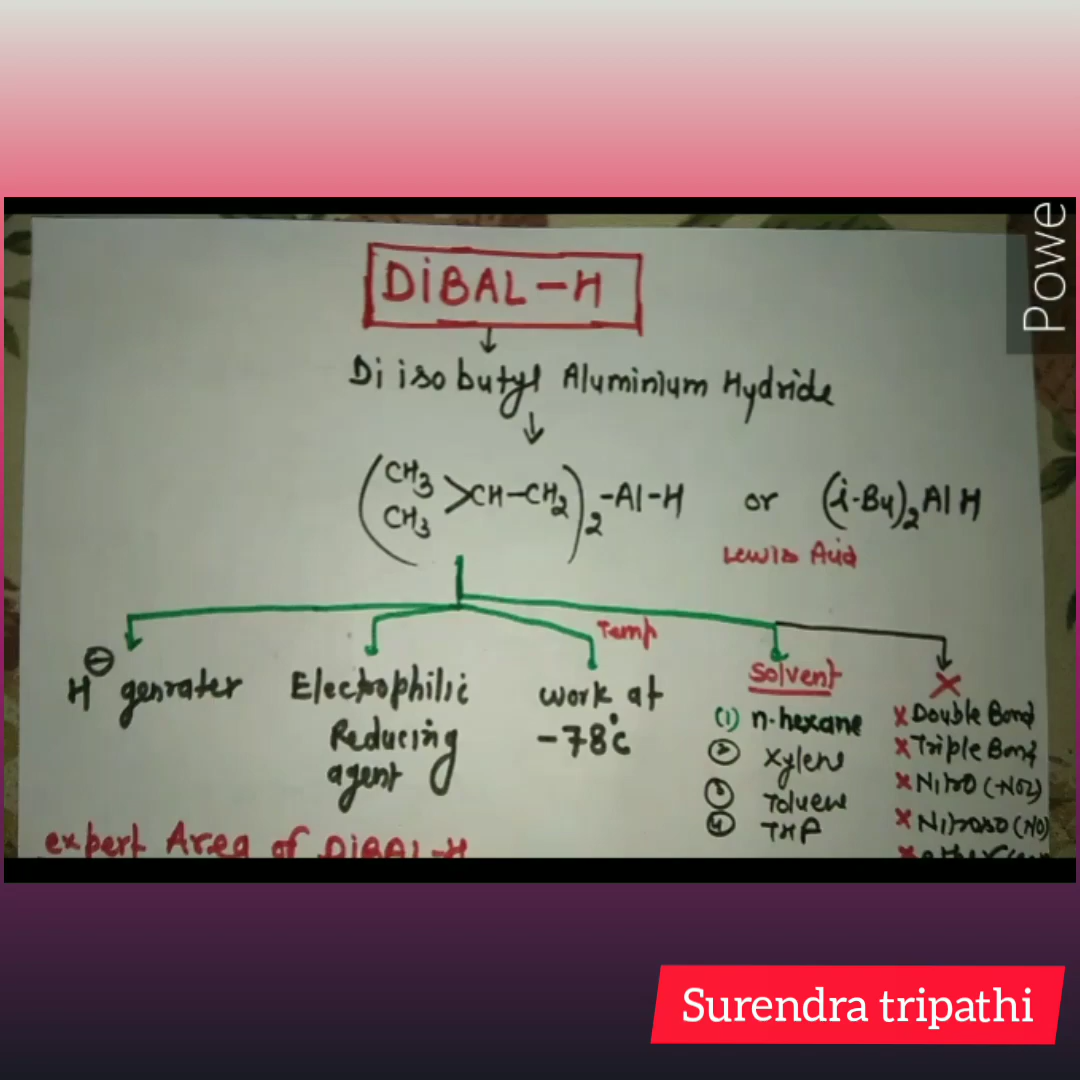 DiBAL-H
Di iso butyl Aluminium Hydride
(CH3 CH3 >CH-CH2)2-Al-H or (i-Bu)2AlH
Lewis Acid
Temp
H⊖ genrater
Electrophilic
Reducing
agent
work at
-78°c
Solvent
(1) n-hexane
② Xylene
③ Toluene
④
×
× Double Bond
× Triple Bond
× Nitro (-NO2)
× Nitroso (NO)
expert Area of DiBAL-H
Powe
Surendra tripathi